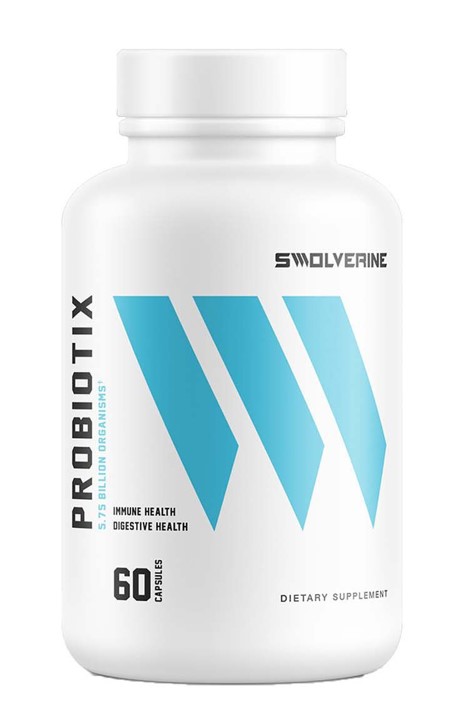 SWOLVERINE
PROBIOTIX
5.75 BILLION ORGANISMS†
IMMUNE HEALTH
DIGESTIVE HEALTH
60
CAPSULES
DIETARY SUPPLEMENT